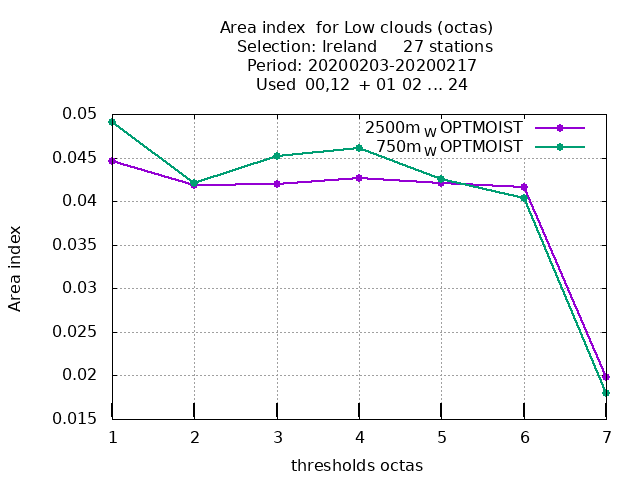 Area index  for Low clouds (octas)
Selection: Ireland     27 stations
Period: 20200203-20200217
Used  00,12  + 01 02 ... 24
2500m W OPTMOIST
750m W OPTMOIST
0.05
0.045
0.04
0.035
0.03
0.025
0.02
0.015
Area index
1 2 3 4 5 6 7
thresholds octas